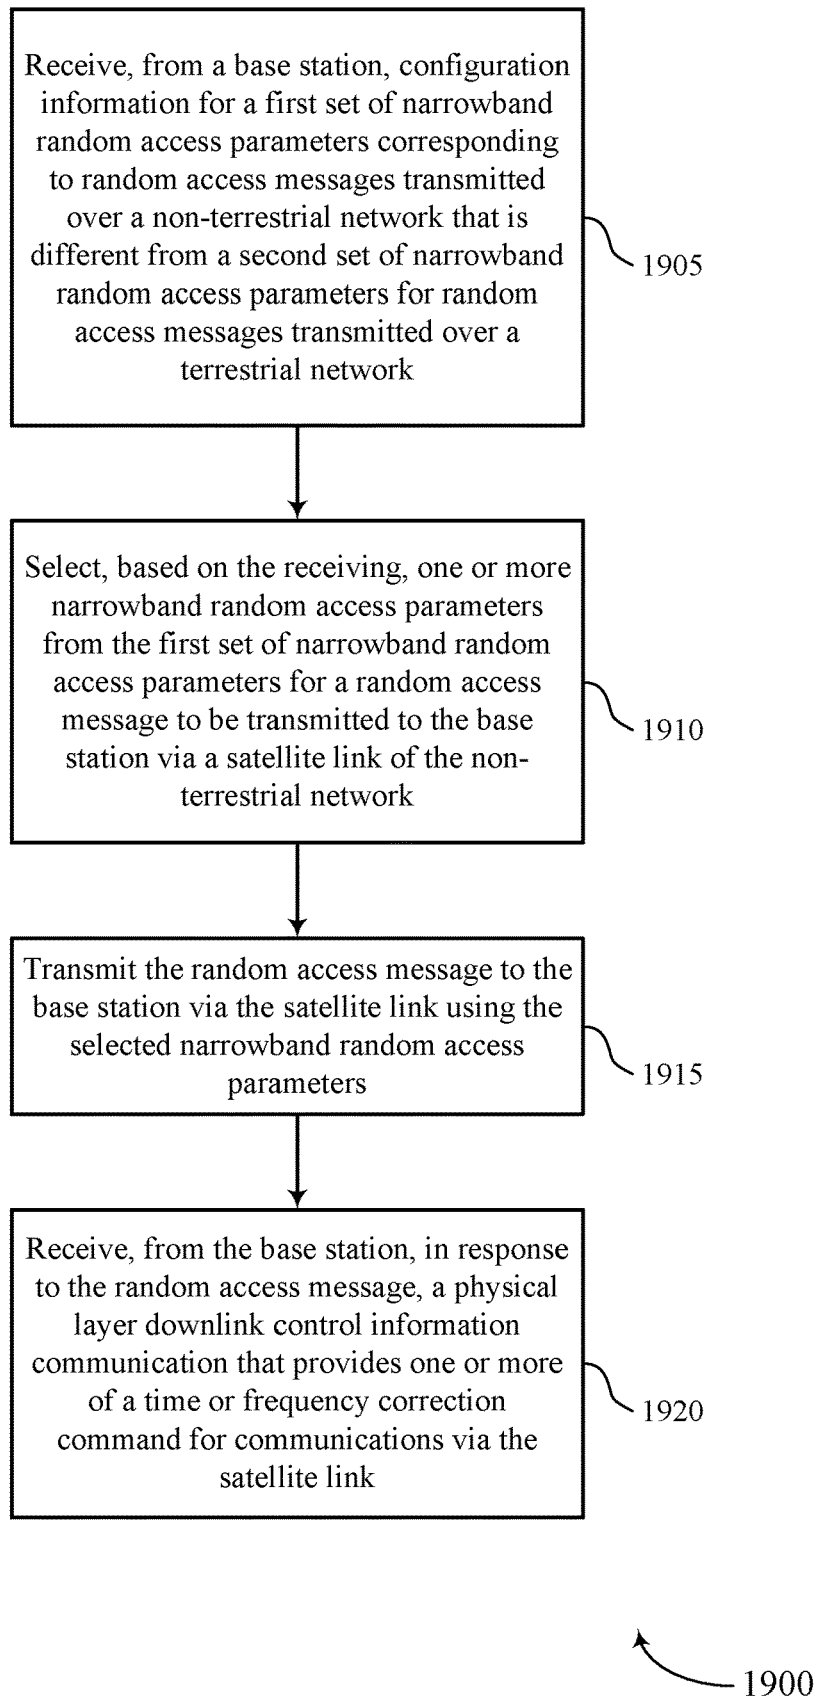 Receive, from a base station, configuration
information for a first set of narrowband
random access parameters corresponding
to random access messages transmitted
over a non-terrestrial network that is
different from a second set of narrowband
random access parameters for random
access messages transmitted over a
terrestrial network
1905
Select, based on the receiving, one or more
narrowband random access parameters
from the first set of narrowband random
access parameters for a random access
message to be transmitted to the base
station via a satellite link of the non-
terrestrial network
1910
Transmit the random access message to the
base station via the satellite link using the
selected narrowband random access
parameters
1915
Receive, from the base station, in response
to the random access message, a physical
layer downlink control information
communication that provides one or more
of a time or frequency correction
command for communications via the
satellite link
1920
1900